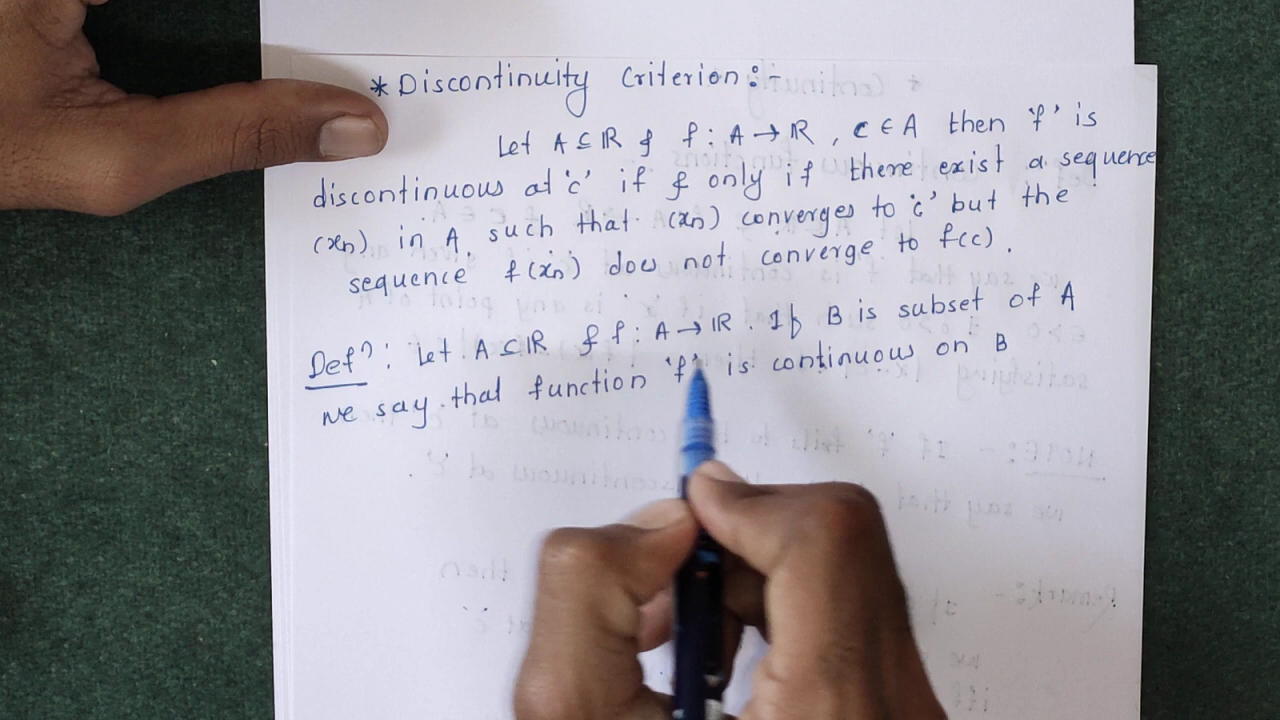 * Discontinuity Criterion :-
Let A ⊆ ℝ & f : A → ℝ , c ∈ A then 'f' is
discontinuous at 'c' if & only if there exist a sequence
(xn) in A, such that (xn) converges to 'c' but the
sequence f(xn) does not converge to f(c).
Defn : Let A ⊆ ℝ & f : A → ℝ . If B is subset of A
we say that function 'f' is continuous on B